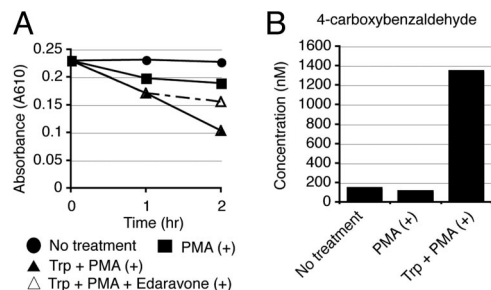 A
Absorbance (A610)
0.25
0.2
0.15
0.1
0.05
0
0 1 2
Time (hr)
No treatment PMA (+)
Trp + PMA (+)
Trp + PMA + Edaravone (+)
B
4-carboxybenzaldehyde
Concentration (nM)
1600
1400
1200
1000
800
600
400
200
0
No treatment
PMA (+)
Trp + PMA (+)